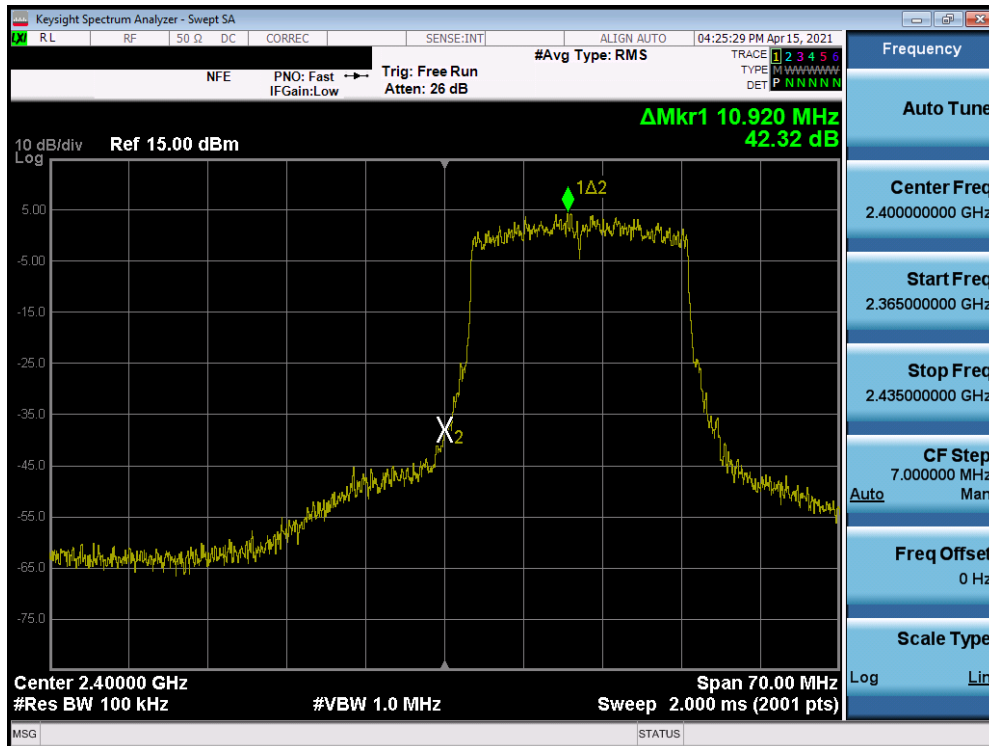 Keysight Spectrum Analyzer - Swept SA
LXI RL RF 50 Ω DC CORREC SENSE:INT ALIGN AUTO 04:25:29 PM Apr 15, 2021
#Avg Type: RMS TRACE 1 2 3 4 5 6
NFE PNO: Fast Trig: Free Run TYPE M W W W W W
IFGain:Low Atten: 26 dB DET P N N N N N
ΔMkr1 10.920 MHz
10 dB/div Ref 15.00 dBm 42.32 dB
Log
1Δ2
5.00
-5.00
-15.0
-25.0
-35.0
2
-45.0
-55.0
-65.0
-75.0
Center 2.40000 GHz Span 70.00 MHz
#Res BW 100 kHz #VBW 1.0 MHz Sweep 2.000 ms (2001 pts)
MSG STATUS
Frequency
Auto Tune
Center Freq
2.400000000 GHz
Start Freq
2.365000000 GHz
Stop Freq
2.435000000 GHz
CF Step
7.000000 MHz
Auto Man
Freq Offset
0 Hz
Scale Type
Log Lin